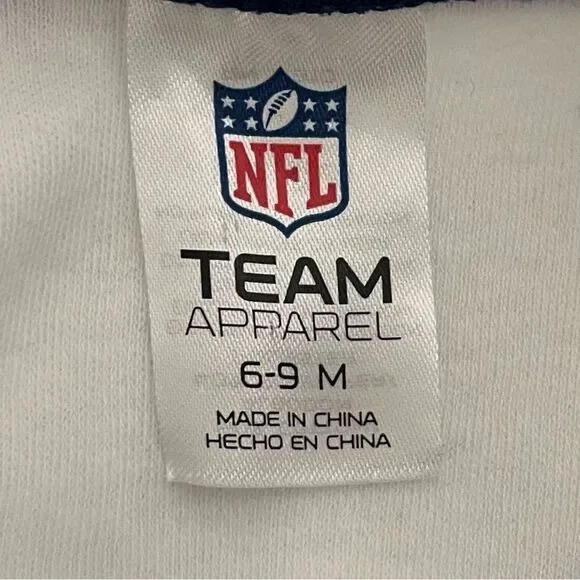 NFL
TEAM
APPAREL
6-9 M
MADE IN CHINA
HECHO EN CHINA